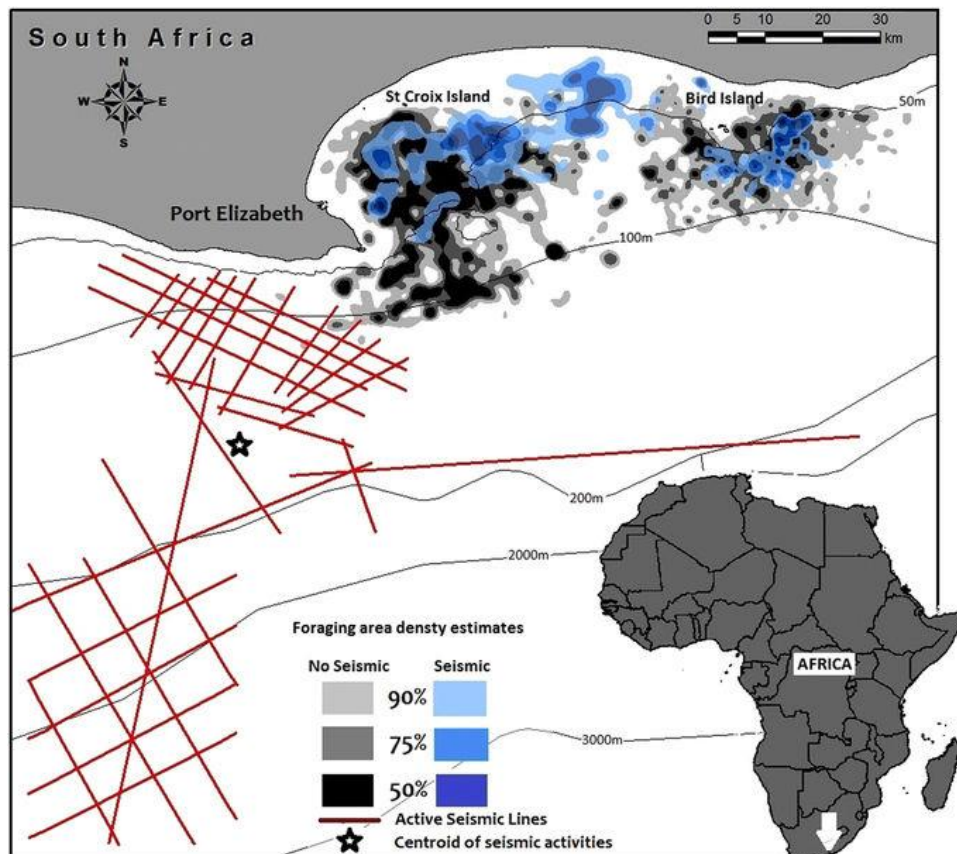 South Africa
0 5 10 20 30
km
N
W E
S
St Croix Island
Bird Island
50m
Port Elizabeth
100m
200m
2000m
Foraging area densty estimates
No Seismic Seismic
90%
75%
50%
Active Seismic Lines
Centroid of seismic activities
3000m
AFRICA